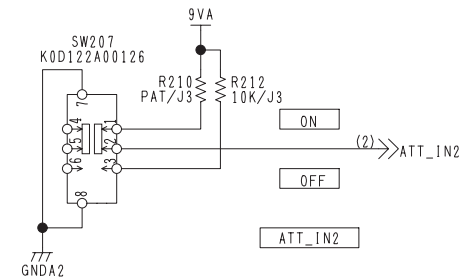 9VA
SW207
K0D122A00126
R210
PAT/J3
R212
10K/J3
7
4
1
5
2
6
3
8
ON
(2)
ATT_IN2
OFF
ATT_IN2
GNDA2